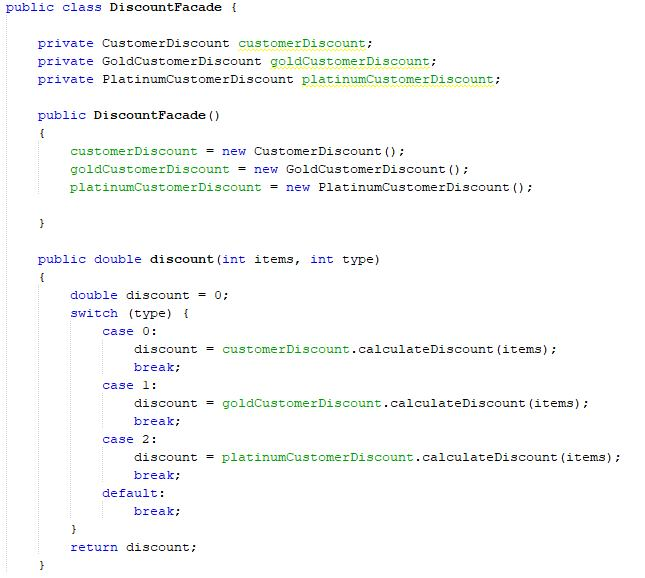 public class DiscountFacade {
private CustomerDiscount customerDiscount;
private GoldCustomerDiscount goldCustomerDiscount;
private PlatinumCustomerDiscount platinumCustomerDiscount;
public DiscountFacade()
{
customerDiscount = new CustomerDiscount();
goldCustomerDiscount = new GoldCustomerDiscount();
platinumCustomerDiscount = new PlatinumCustomerDiscount();
}
public double discount(int items, int type)
{
double discount = 0;
switch (type) {
case 0:
discount = customerDiscount.calculateDiscount(items);
break;
case 1:
discount = goldCustomerDiscount.calculateDiscount(items);
break;
case 2:
discount = platinumCustomerDiscount.calculateDiscount(items);
break;
default:
break;
}
return discount;
}